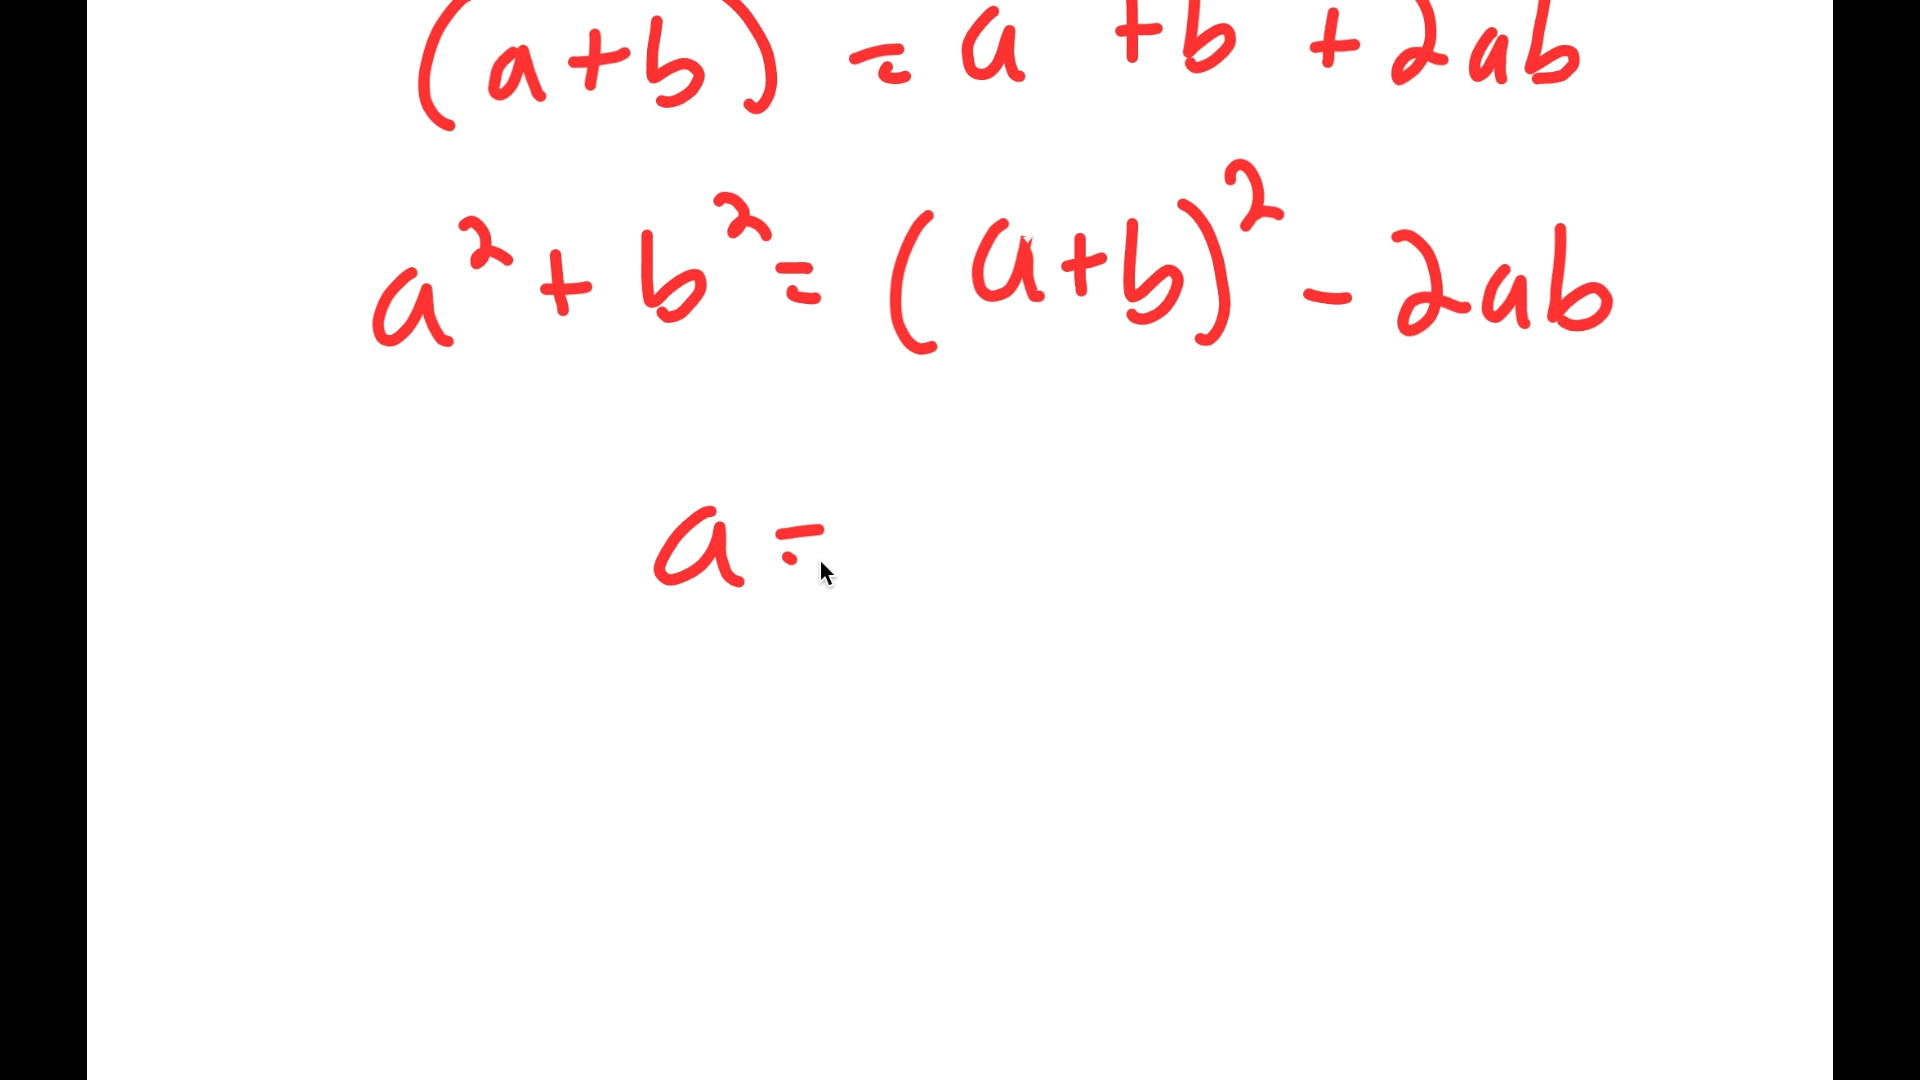 (a+b) = a + b + 2ab
a² + b² = (a+b)² - 2ab
a =